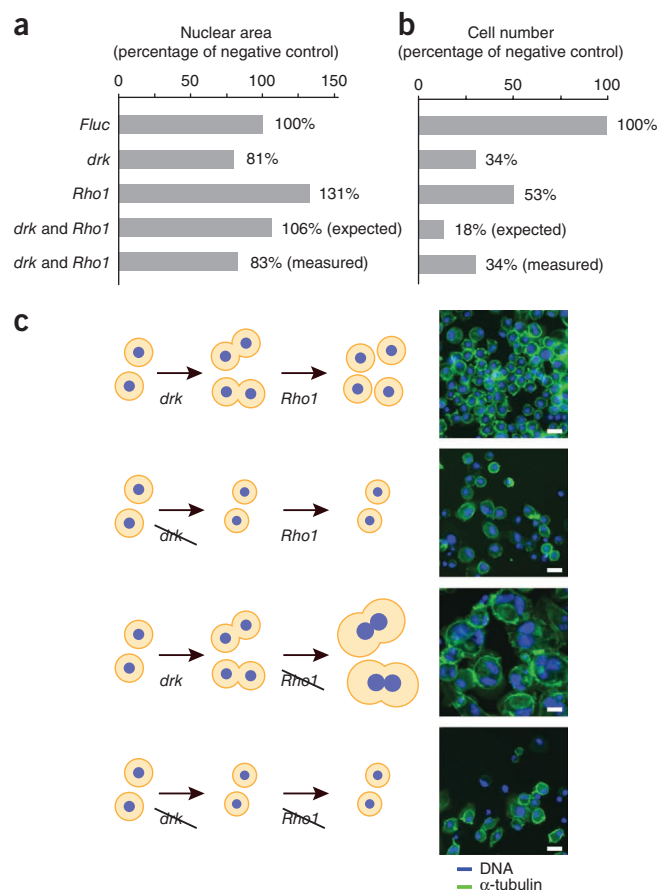 a
Nuclear area
(percentage of negative control)
0 50 100 150
Fluc 100%
drk 81%
Rho1 131%
drk and Rho1 106% (expected)
drk and Rho1 83% (measured)
b
Cell number
(percentage of negative control)
0 50 100
100%
34%
53%
18% (expected)
34% (measured)
c
drk Rho1
drk Rho1
drk Rho1
drk Rho1
DNA
α-tubulin